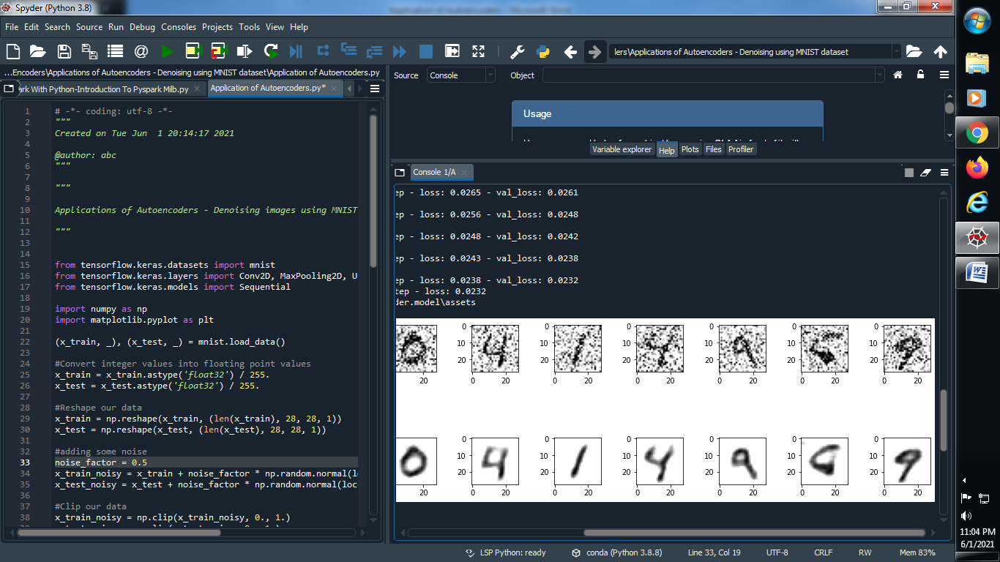 Spyder (Python 3.8)
File Edit Search Source Run Debug Consoles Projects Tools View Help
lers\Applications of Autoencoders - Denoising using MNIST dataset
...Encoders\Applications of Autoencoders - Denoising using MNIST dataset\Application of Autoencoders.py
ark With Python-Introduction To Pyspark Milb.py
Application of Autoencoders.py*
1 # -*- coding: utf-8 -*-
2 """
3 Created on Tue Jun  1 20:14:17 2021
4
5 @author: abc
6 """
7
8 """
9
10 Applications of Autoencoders - Denoising images using MNIST
11
12 """
13
14
15 from tensorflow.keras.datasets import mnist
16 from tensorflow.keras.layers import Conv2D, MaxPooling2D, U
17 from tensorflow.keras.models import Sequential
18
19 import numpy as np
20 import matplotlib.pyplot as plt
21
22 (x_train, _), (x_test, _) = mnist.load_data()
23
24 #Convert integer values into floating point values
25 x_train = x_train.astype('float32') / 255.
26 x_test = x_test.astype('float32') / 255.
27
28 #Reshape our data
29 x_train = np.reshape(x_train, (len(x_train), 28, 28, 1))
30 x_test = np.reshape(x_test, (len(x_test), 28, 28, 1))
31
32 #adding some noise
33 noise_factor = 0.5
34 x_train_noisy = x_train + noise_factor * np.random.normal(l
35 x_test_noisy = x_test + noise_factor * np.random.normal(loc
36
37 #Clip our data
38 x_train_noisy = np.clip(x_train_noisy, 0., 1.)
Source Console Object
Usage
Variable explorer Help Plots Files Profiler
Console 1/A
ep - loss: 0.0265 - val_loss: 0.0261
ep - loss: 0.0256 - val_loss: 0.0248
ep - loss: 0.0248 - val_loss: 0.0242
ep - loss: 0.0243 - val_loss: 0.0238
ep - loss: 0.0238 - val_loss: 0.0232
tep - loss: 0.0232
der.model\assets
0 0 0 0 0 0
10 10 10 10 10 10
20 20 20 20 20 20
20 0 20 0 20 0 20 0 20 0 20 0 20
0 0 0 0 0 0
10 10 10 10 10 10
20 20 20 20 20 20
20 0 20 0 20 0 20 0 20 0 20 0 20
LSP Python: ready conda (Python 3.8.8) Line 33, Col 19 UTF-8 CRLF RW Mem 83%
11:04 PM
6/1/2021